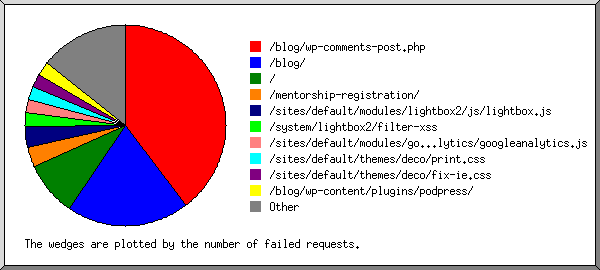 /blog/wp-comments-post.php
/blog/
/
/mentorship-registration/
/sites/default/modules/lightbox2/js/lightbox.js
/system/lightbox2/filter-xss
/sites/default/modules/go...lytics/googleanalytics.js
/sites/default/themes/deco/print.css
/sites/default/themes/deco/fix-ie.css
/blog/wp-content/plugins/podpress/
Other
The wedges are plotted by the number of failed requests.